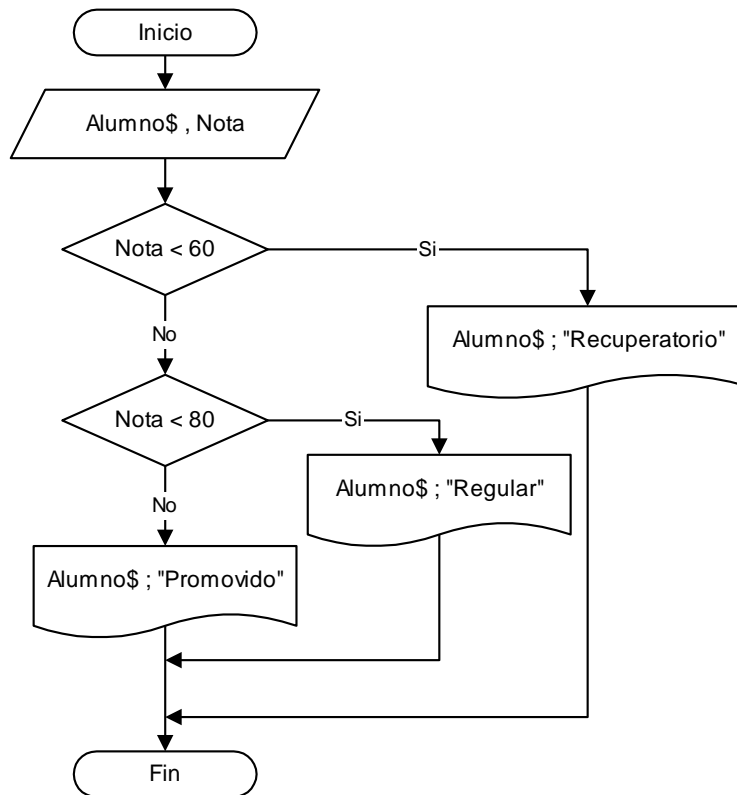 Inicio
Alumno$ , Nota
Nota < 60
Si
No
Alumno$ ; "Recuperatorio"
Nota < 80
Si
No
Alumno$ ; "Regular"
Alumno$ ; "Promovido"
Fin